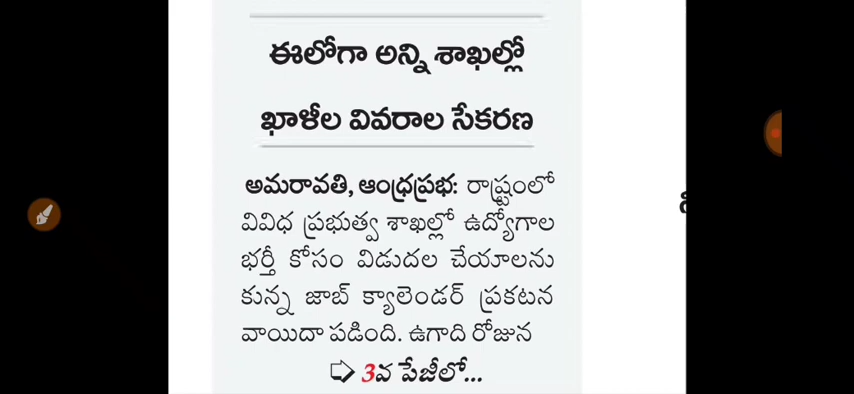 ఈలోగా అన్ని శాఖల్లో
ఖాళీల వివరాల సేకరణ
అమరావతి, ఆంధ్రప్రభ: రాష్ట్రంలో
వివిధ ప్రభుత్వ శాఖల్లో ఉద్యోగాల
భర్తీ కోసం విడుదల చేయాలను
కున్న జాబ్ క్యాలెండర్ ప్రకటన
వాయిదా పడింది. ఉగాది రోజున
➯ 3వ పేజీలో...